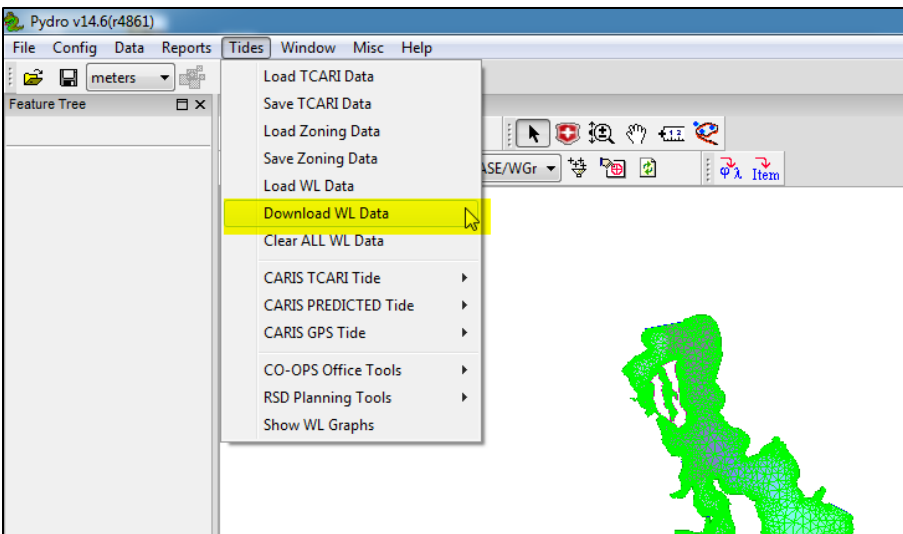 Pydro v14.6(r4861)
File Config Data Reports Tides Window Misc Help
meters
Feature Tree
Load TCARI Data
Save TCARI Data
Load Zoning Data
Save Zoning Data
Load WL Data
Download WL Data
Clear ALL WL Data
CARIS TCARI Tide
CARIS PREDICTED Tide
CARIS GPS Tide
CO-OPS Office Tools
RSD Planning Tools
Show WL Graphs
ASE/WGr
φλ Item